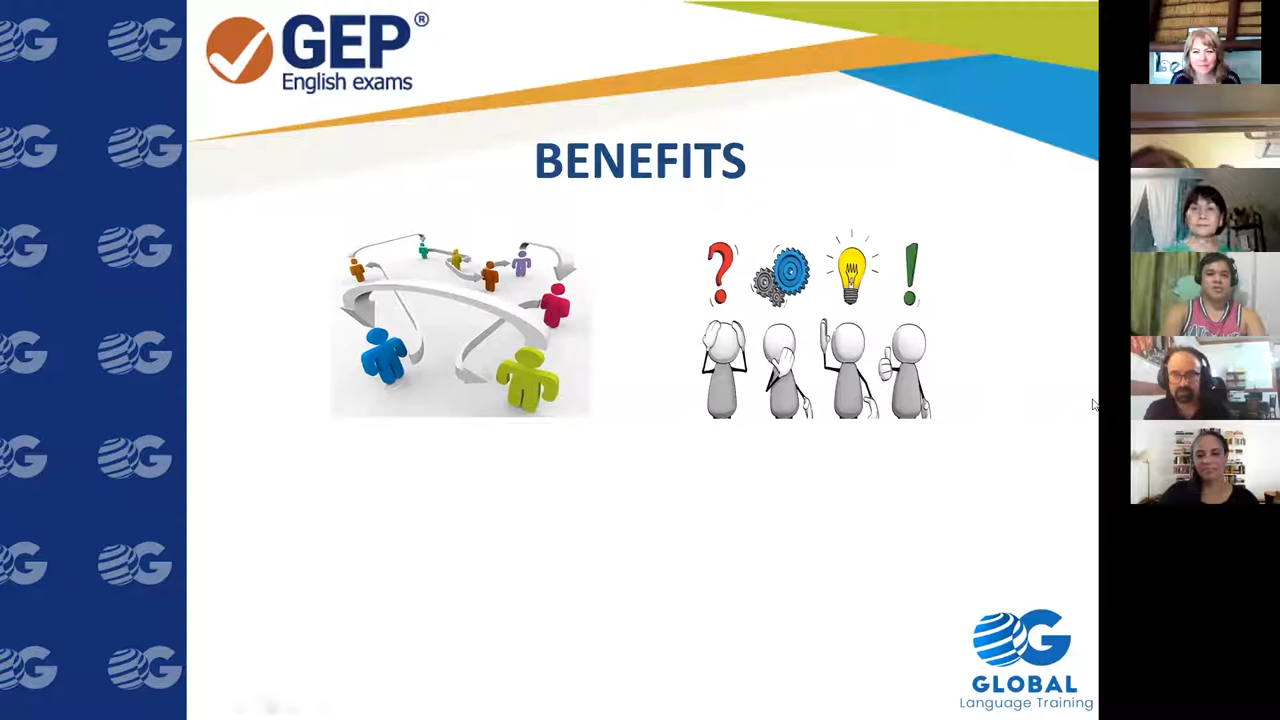 GEP®
English exams
BENEFITS
GLOBAL
Language Training